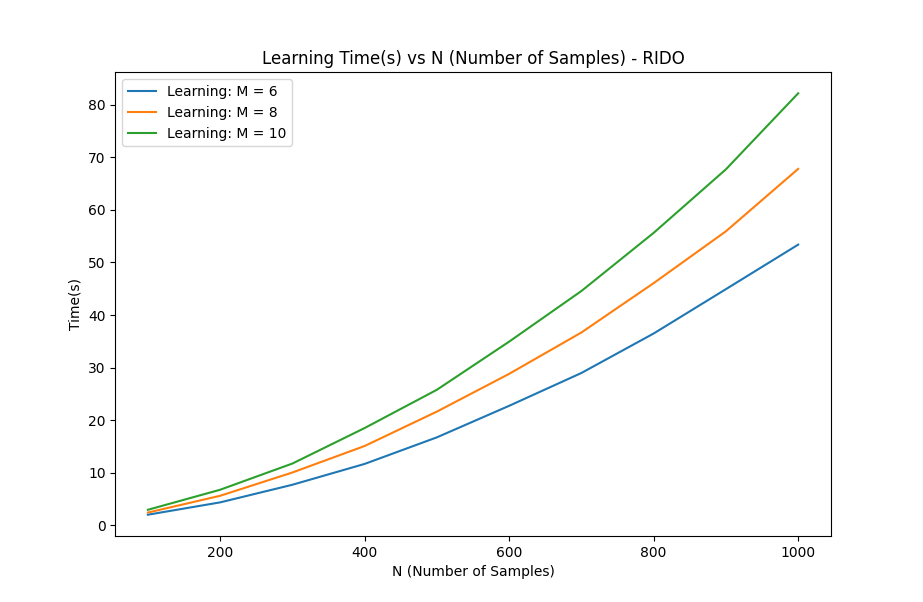 Learning Time(s) vs N (Number of Samples) - RIDO
Learning: M = 6
Learning: M = 8
Learning: M = 10
80
70
60
50
40
30
20
10
0
Time(s)
200 400 600 800 1000
N (Number of Samples)